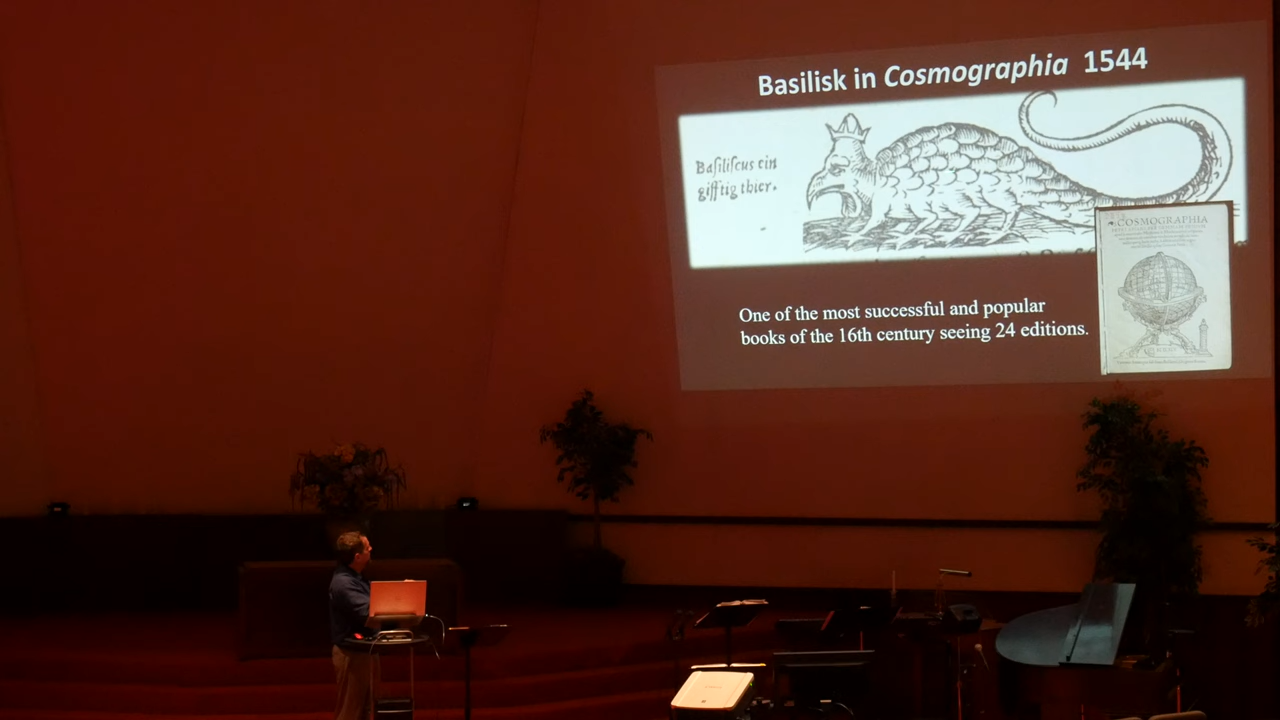 Basilisk in Cosmographia 1544
Basiliscus ein
gifftig thier.
One of the most successful and popular
books of the 16th century seeing 24 editions.
COSMOGRAPHIA